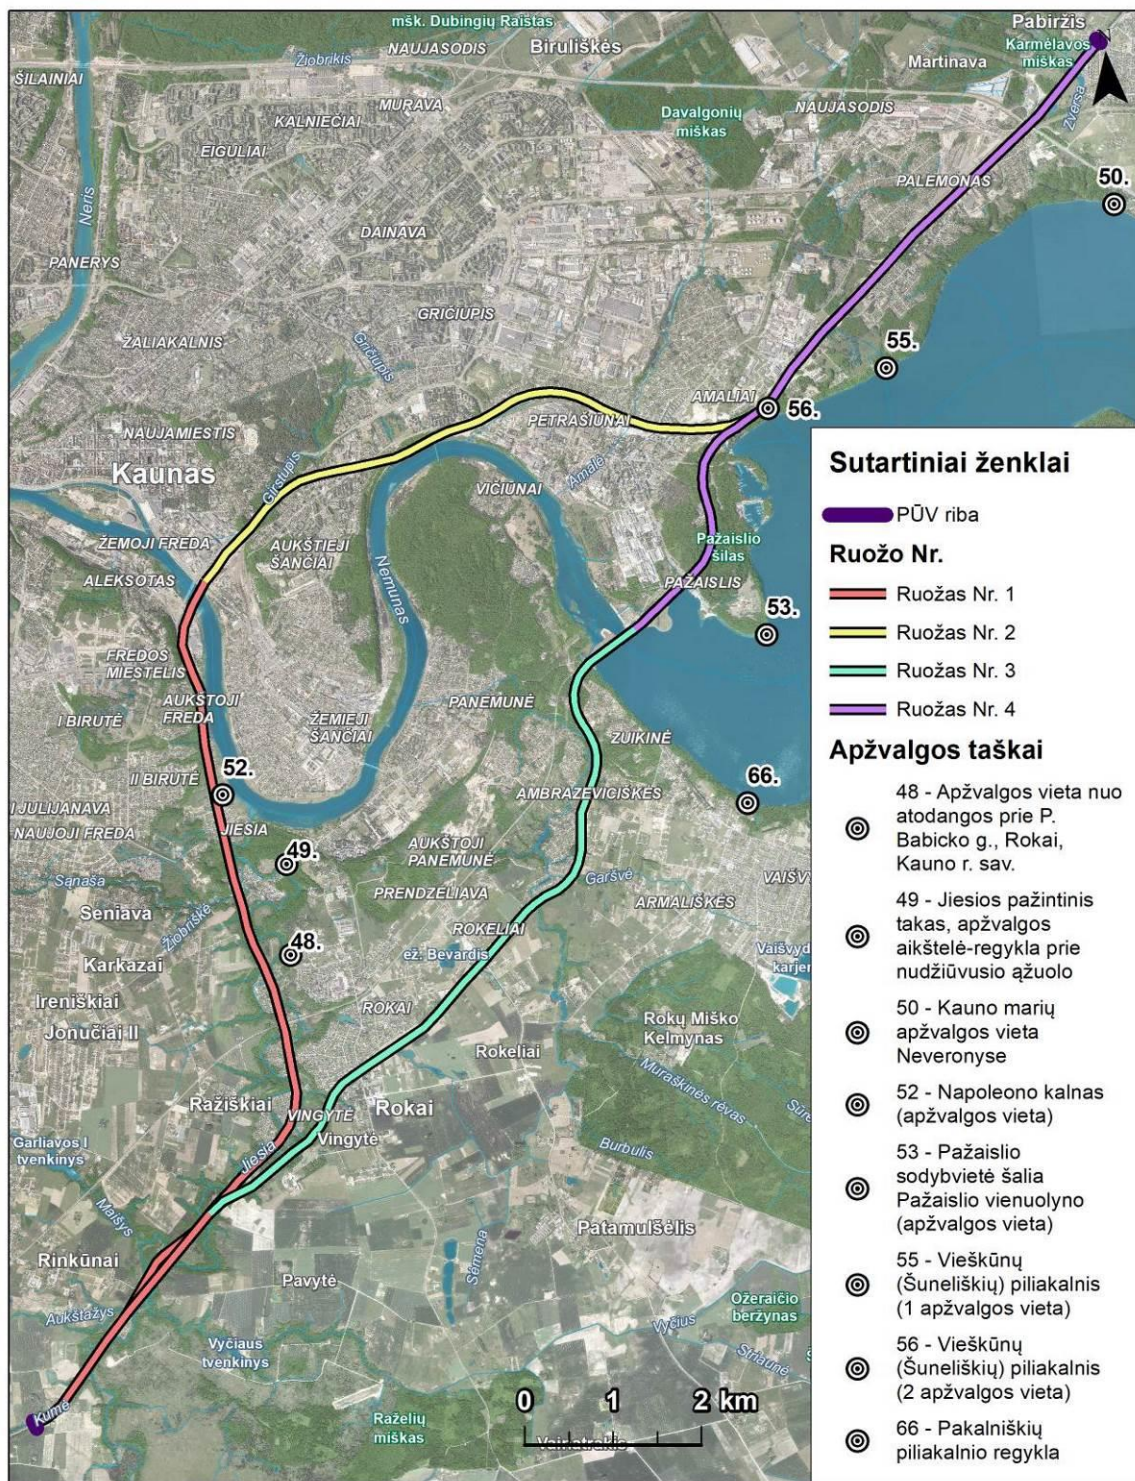 mšk. Dubingių Raistas
Pabiržis
ŠILAINIAI
Žiobrikis
NAUJASODIS
Biruliškės
Karmėlavos
miškas
Martinava
MURAVA
KALNIEČIAI
Davalgonių
miškas
NAUJASODIS
Žversa
EIGULIAI
PALEMONAS
50.
Neris
DAINAVA
PANERYS
GRIČIUPIS
ŽALIAKALNIS
Gričiupis
55.
AMALIAI
56.
PETRAŠIŪNAI
NAUJAMIESTIS
Kaunas
Girstupis
Amalė
VIČIŪNAI
ŽEMOJI FREDA
AUKŠTIEJI
ŠANČIAI
Pažaislio
šilas
ALEKSOTAS
Nemunas
PAŽAISLIS
53.
FREDOS
MIESTELIS
AUKŠTOJI
FREDA
PANEMUNĖ
I BIRUTĖ
ŽEMIEJI
ŠANČIAI
ZUIKINĖ
52.
66.
II BIRUTĖ
AMBRAZEVIČIŠKĖS
I JULIJANAVA
NAUJOJI FREDA
JIESIA
49.
AUKŠTOJI
PANEMUNĖ
Sąnaša
PRENDZELIAVA
Garšvė
VAIŠVY
Seniava
Žiobriškė
ARMALIŠKĖS
ROKELIAI
48.
ež. Bevardis
Vaišvyd
karjer
Karkazai
Ireniškiai
ROKAI
Jonučiai II
Rokų Miško
Kelmynas
Rokeliai
Muraškinės rėvas
Ražiškiai
Rokai
VINGYTĖ
Vingytė
Garliavos I
tvenkinys
Jiesia
Burbulis
Maišys
Patamulšėlis
Rinkūnai
Sėmena
Pavytė
Aukštažys
Ožeraičio
beržynas
Vyčiaus
tvenkinys
Vyčius
Striaunė
Kumė
0 1 2 km
Raželių
miškas
Vainatrakis
Sutartiniai ženklai
PŪV riba
Ruožo Nr.
Ruožas Nr. 1
Ruožas Nr. 2
Ruožas Nr. 3
Ruožas Nr. 4
Apžvalgos taškai
48 - Apžvalgos vieta nuo
atodangos prie P.
Babicko g., Rokai,
Kauno r. sav.
49 - Jiesios pažintinis
takas, apžvalgos
aikštelė-regykla prie
nudžiūvusio ąžuolo
50 - Kauno marių
apžvalgos vieta
Neveronyse
52 - Napoleono kalnas
(apžvalgos vieta)
53 - Pažaislio
sodybvietė šalia
Pažaislio vienuolyno
(apžvalgos vieta)
55 - Vieškūnų
(Šuneliškių) piliakalnis
(1 apžvalgos vieta)
56 - Vieškūnų
(Šuneliškių) piliakalnis
(2 apžvalgos vieta)
66 - Pakalniškių
piliakalnio regykla